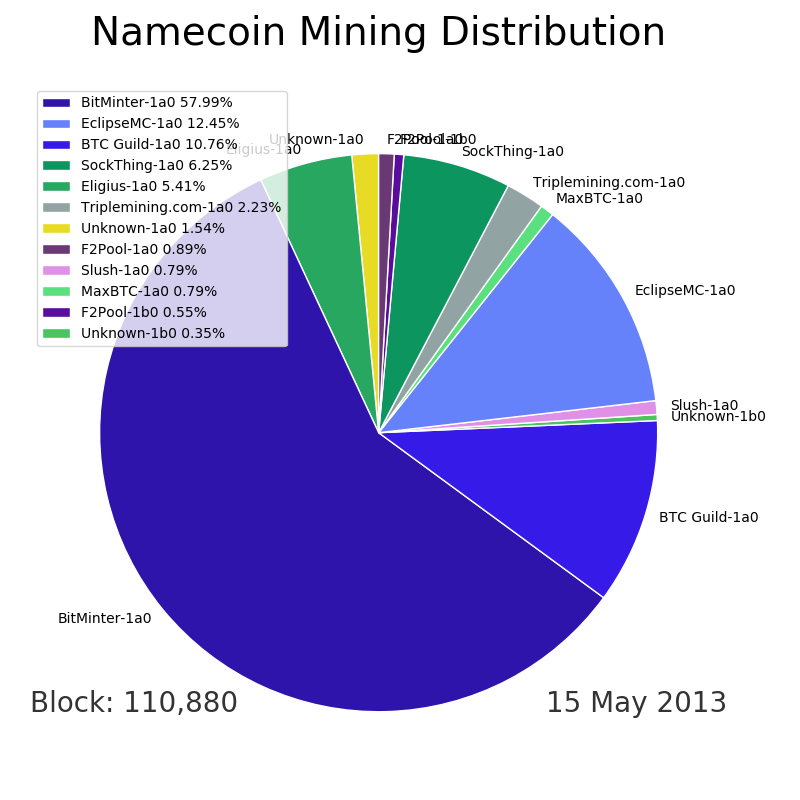 Namecoin Mining Distribution
BitMinter-1a0 57.99%
EclipseMC-1a0 12.45%
BTC Guild-1a0 10.76%
SockThing-1a0 6.25%
Eligius-1a0 5.41%
Triplemining.com-1a0 2.23%
Unknown-1a0 1.54%
F2Pool-1a0 0.89%
Slush-1a0 0.79%
MaxBTC-1a0 0.79%
F2Pool-1b0 0.55%
Unknown-1b0 0.35%
Unknown-1a0
Eligius-1a0
F2Pool-1a0
F2Pool-1b0
SockThing-1a0
Triplemining.com-1a0
MaxBTC-1a0
EclipseMC-1a0
Slush-1a0
Unknown-1b0
BTC Guild-1a0
BitMinter-1a0
Block: 110,880
15 May 2013